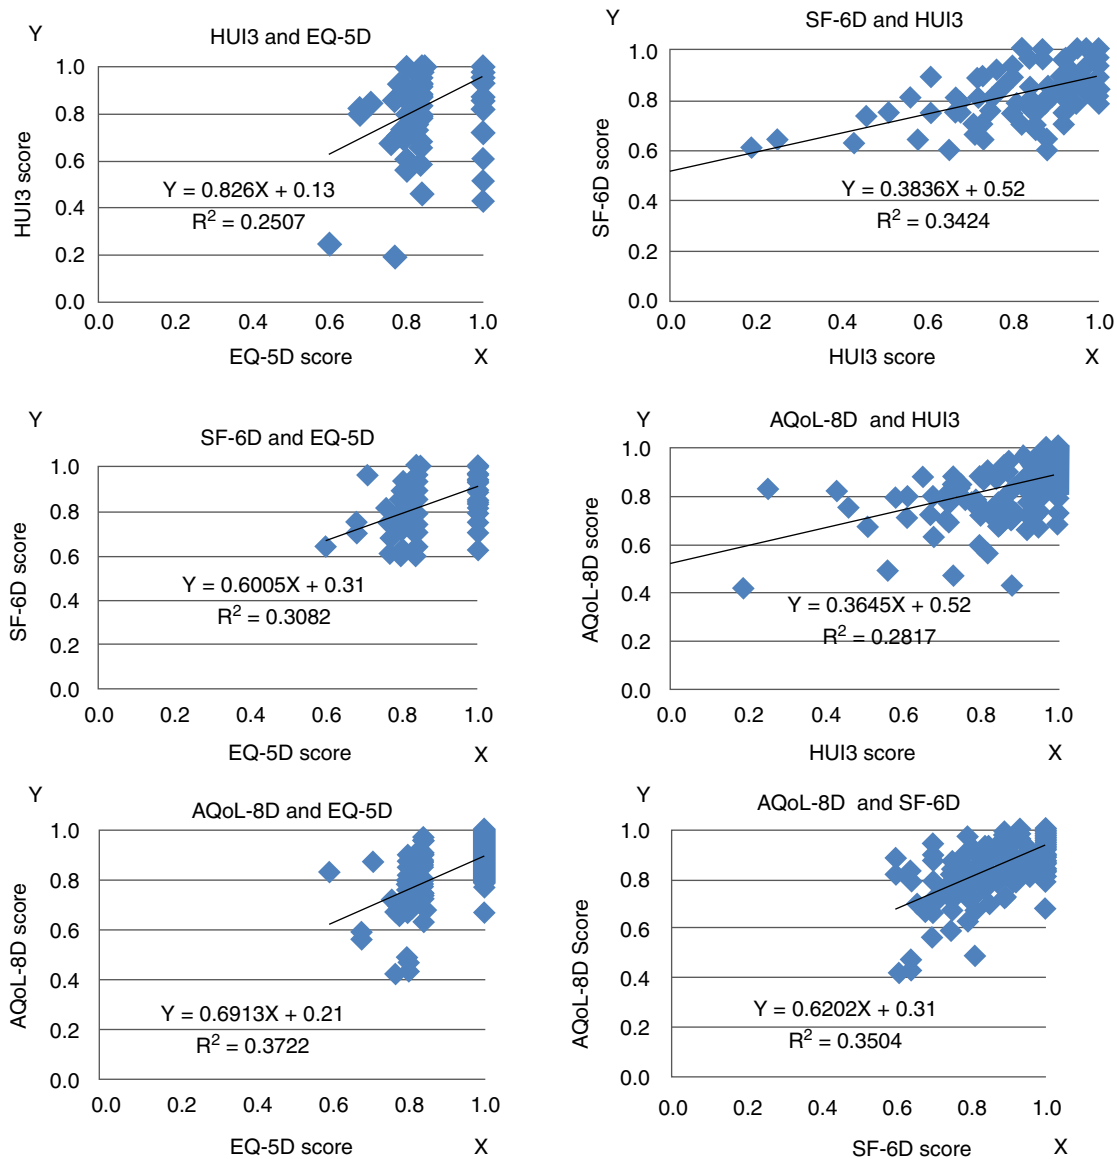 Y
HUI3 and EQ-5D
1.0
0.8
0.6
0.4
0.2
0.0
HUI3 score
Y = 0.826X + 0.13
R² = 0.2507
0.0 0.2 0.4 0.6 0.8 1.0
EQ-5D score X
Y
SF-6D and HUI3
1.0
0.8
0.6
0.4
0.2
0.0
SF-6D score
Y = 0.3836X + 0.52
R² = 0.3424
0.0 0.2 0.4 0.6 0.8 1.0
HUI3 score X
Y
SF-6D and EQ-5D
1.0
0.8
0.6
0.4
0.2
0.0
SF-6D score
Y = 0.6005X + 0.31
R² = 0.3082
0.0 0.2 0.4 0.6 0.8 1.0
EQ-5D score X
Y
AQoL-8D and HUI3
1.0
0.8
0.6
0.4
0.2
0.0
AQoL-8D score
Y = 0.3645X + 0.52
R² = 0.2817
0.0 0.2 0.4 0.6 0.8 1.0
HUI3 score X
Y
AQoL-8D and EQ-5D
1.0
0.8
0.6
0.4
0.2
0.0
AQoL-8D score
Y = 0.6913X + 0.21
R² = 0.3722
0.0 0.2 0.4 0.6 0.8 1.0
EQ-5D score X
Y
AQoL-8D and SF-6D
1.0
0.8
0.6
0.4
0.2
0.0
AQoL-8D Score
Y = 0.6202X + 0.31
R² = 0.3504
0.0 0.2 0.4 0.6 0.8 1.0
SF-6D score X